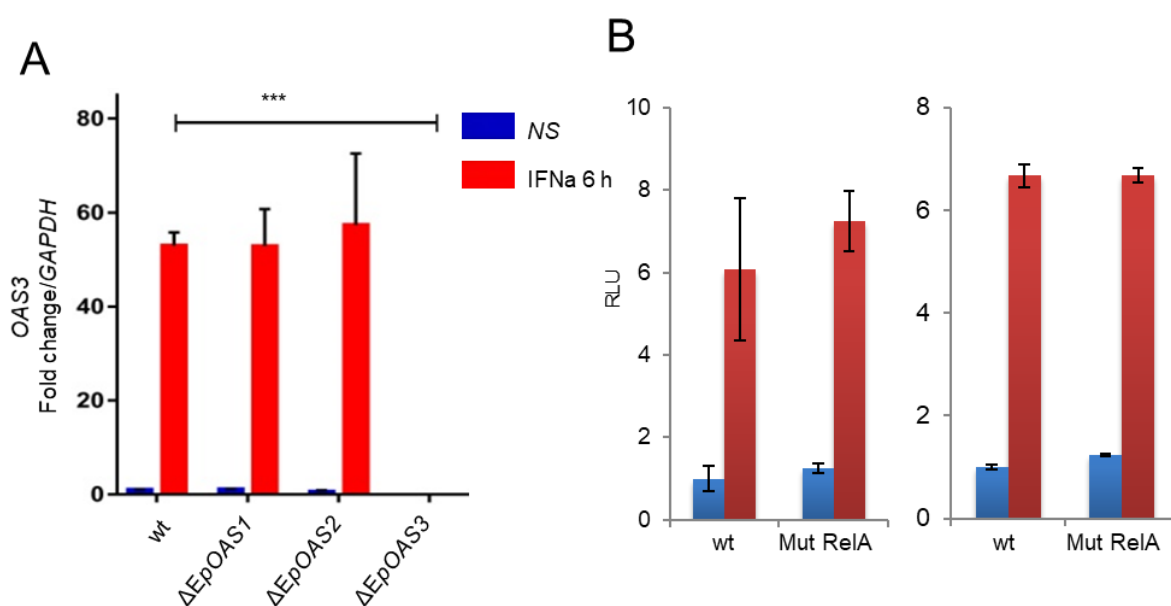 A
OAS3
Fold change/GAPDH
80
60
40
20
0
***
NS
IFNa 6 h
wt
ΔEpOAS1
ΔEpOAS2
ΔEpOAS3
B
RLU
10
8
6
4
2
0
wt
Mut RelA
8
6
4
2
0
wt
Mut RelA